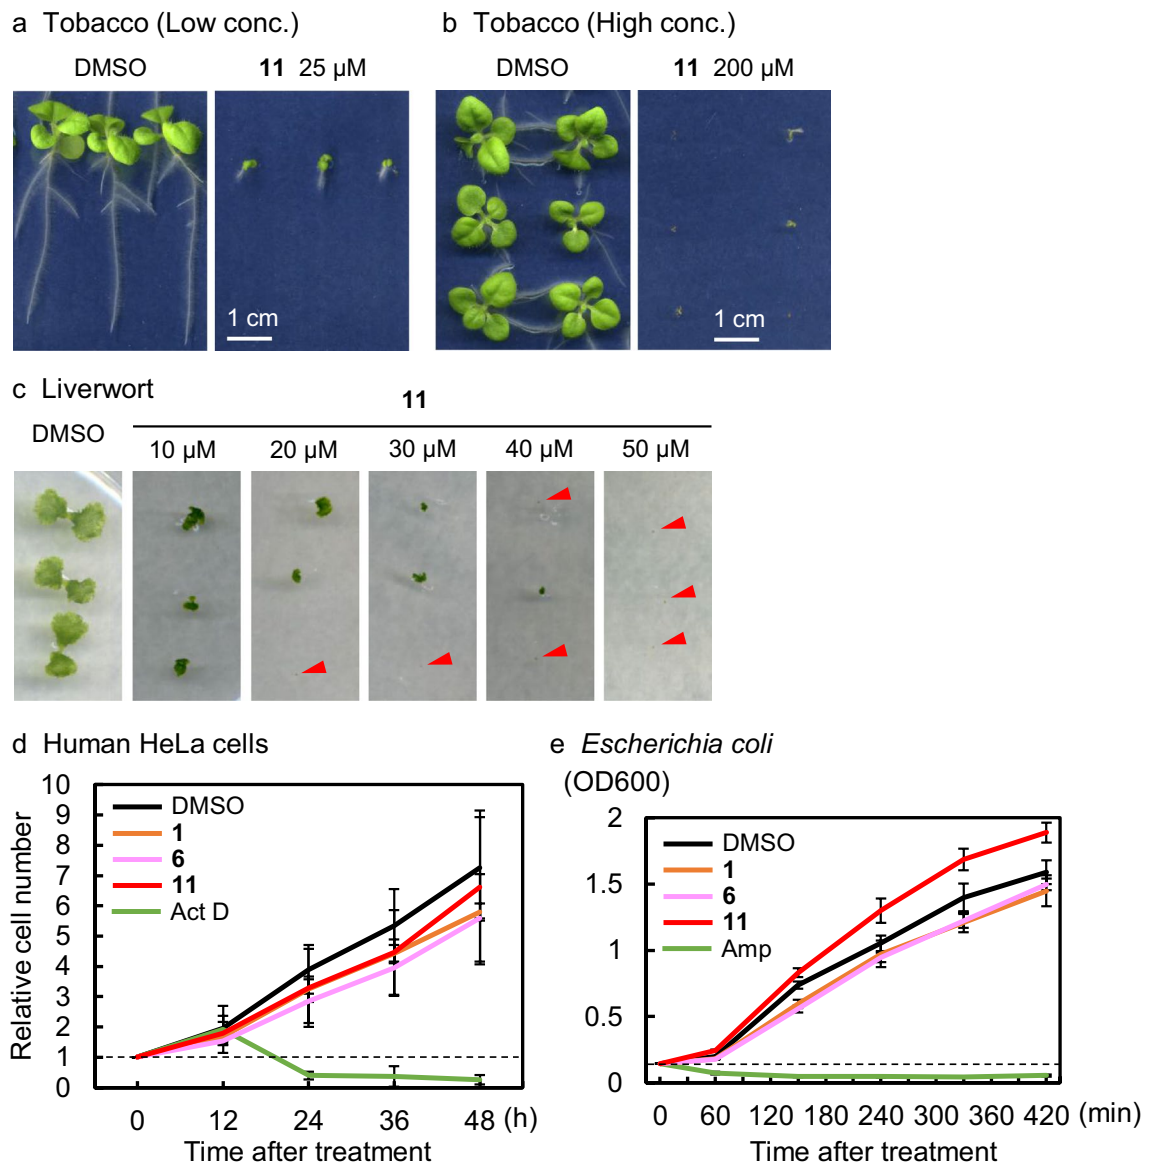 a Tobacco (Low conc.)
DMSO
11 25 µM
1 cm
b Tobacco (High conc.)
DMSO
11 200 µM
1 cm
c Liverwort
11
DMSO
10 µM
20 µM
30 µM
40 µM
50 µM
d Human HeLa cells
Relative cell number
10
9
8
7
6
5
4
3
2
1
0
DMSO
1
6
11
Act D
0 12 24 36 48 (h)
Time after treatment
e Escherichia coli
(OD600)
2
1.5
1
0.5
0
DMSO
1
6
11
Amp
0 60 120 180 240 300 360 420 (min)
Time after treatment